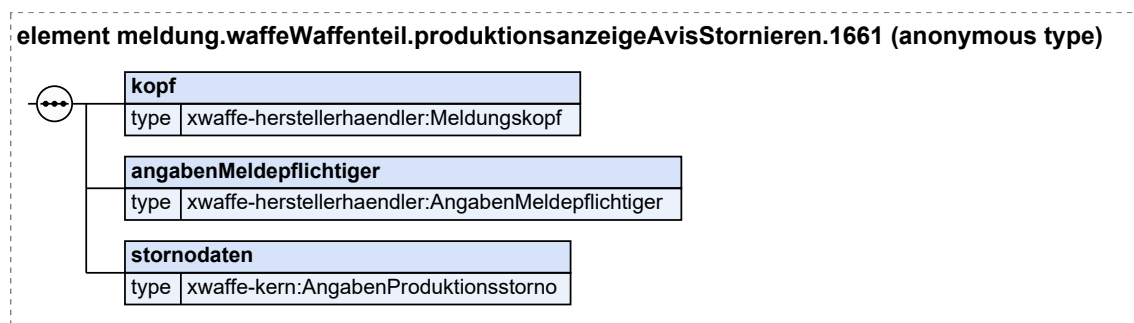 element meldung.waffeWaffenteil.produktionsanzeigeAvisStornieren.1661 (anonymous type)
kopf
type xwaffe-herstellerhaendler:Meldungskopf
angabenMeldepflichtiger
type xwaffe-herstellerhaendler:AngabenMeldepflichtiger
stornodaten
type xwaffe-kern:AngabenProduktionsstorno